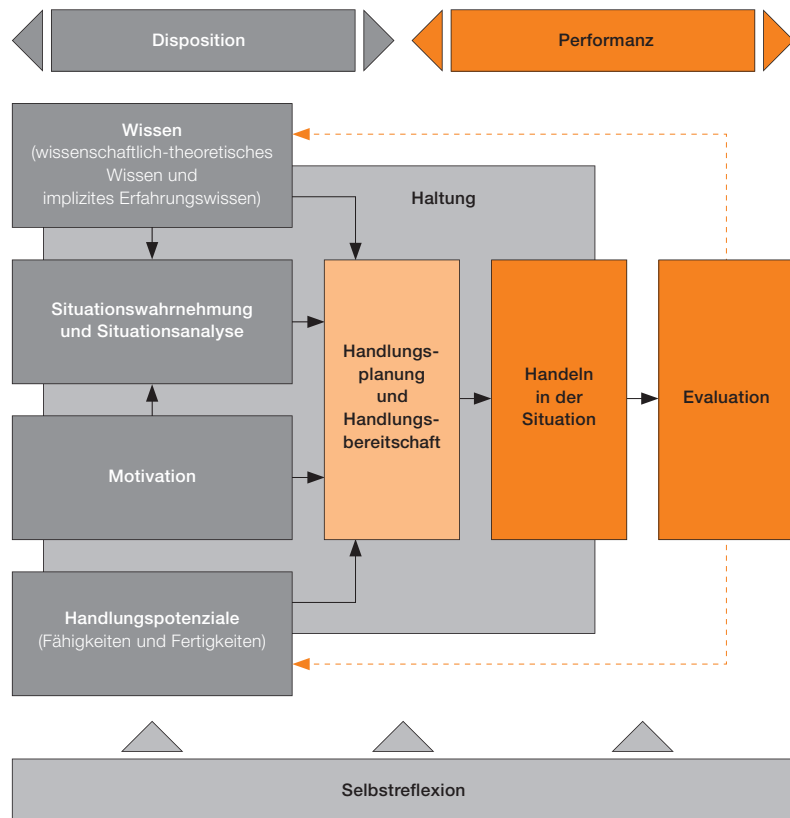 Disposition
Performanz
Wissen
(wissenschaftlich-theoretisches
Wissen und
implizites Erfahrungswissen)
Haltung
Situationswahrnehmung
und Situationsanalyse
Handlungs-
planung
und
Handlungs-
bereitschaft
Handeln
in der
Situation
Evaluation
Motivation
Handlungspotenziale
(Fähigkeiten und Fertigkeiten)
Selbstreflexion